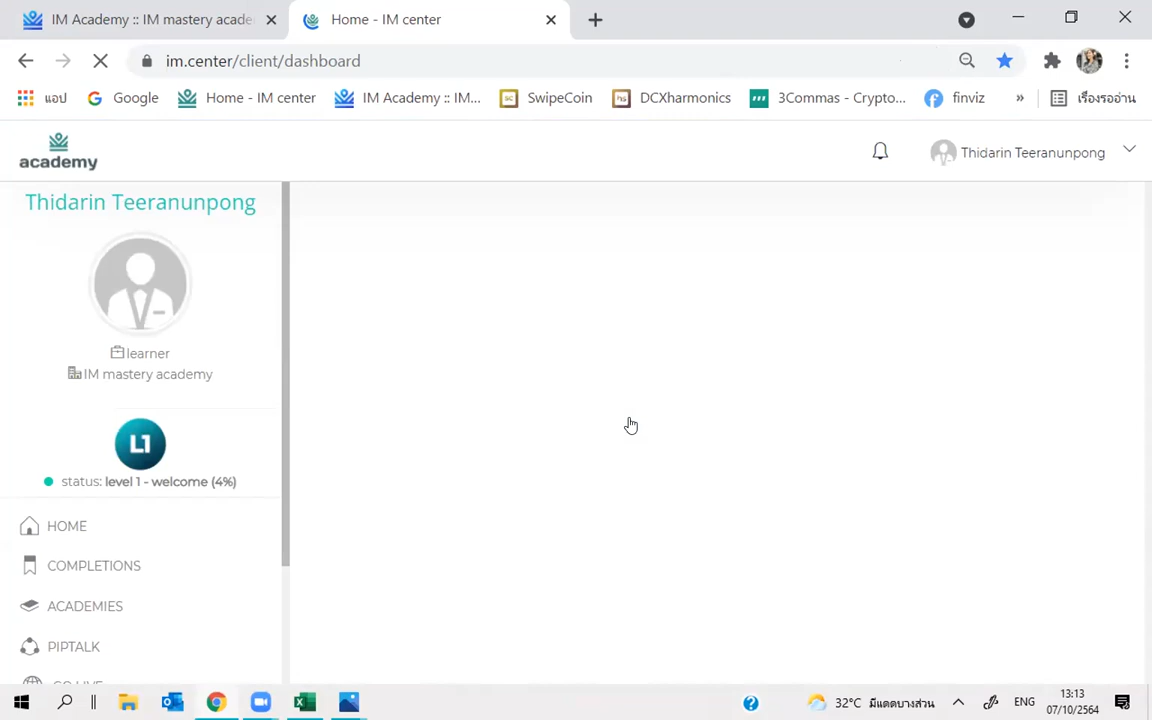 IM Academy :: IM mastery acade
Home - IM center
im.center/client/dashboard
แอป
Google
Home - IM center
IM Academy :: IM...
SwipeCoin
DCXharmonics
3Commas - Crypto...
finviz
»
เรื่องรออ่าน
academy
Thidarin Teeranunpong
Thidarin Teeranunpong
learner
IM mastery academy
L1
status: level 1 - welcome (4%)
HOME
COMPLETIONS
ACADEMIES
PIPTALK
GO LIVE
32°C มีแดดบางส่วน
ENG
13:13
07/10/2564